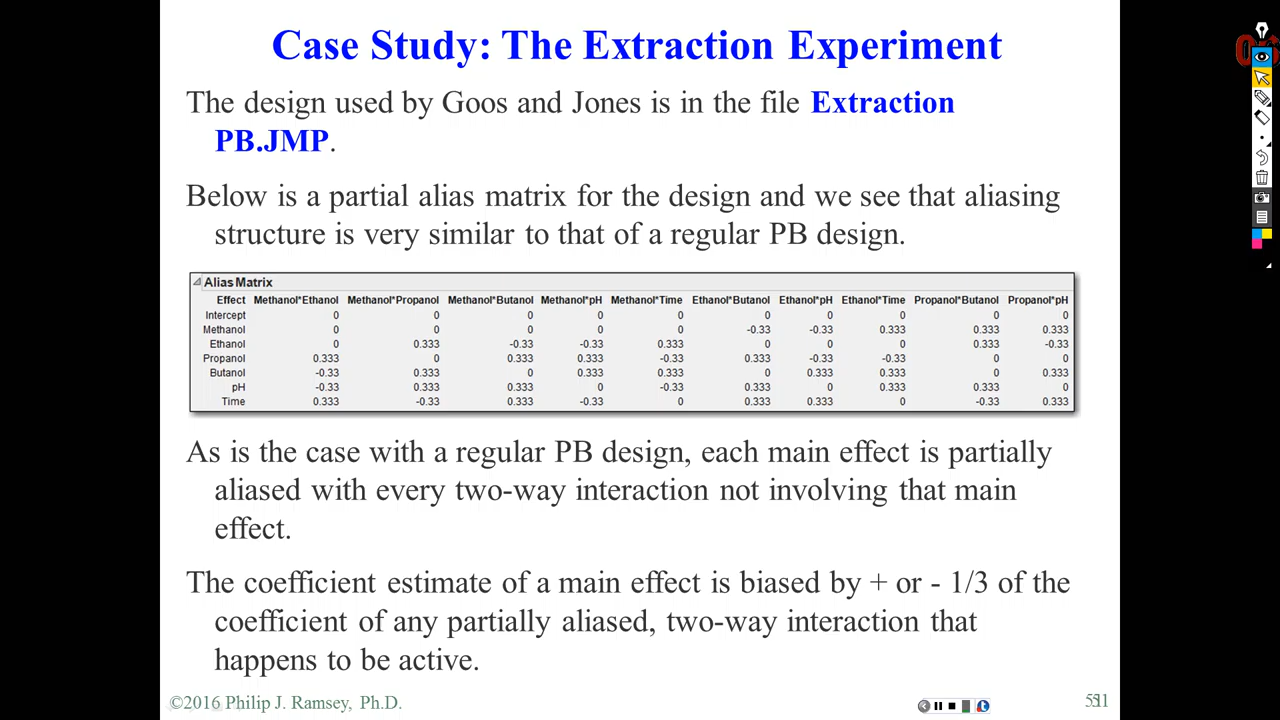 Case Study: The Extraction Experiment
The design used by Goos and Jones is in the file Extraction
PB.JMP.
Below is a partial alias matrix for the design and we see that aliasing
structure is very similar to that of a regular PB design.
Alias Matrix
Effect Methanol*Ethanol Methanol*Propanol Methanol*Butanol Methanol*pH Methanol*Time Ethanol*Butanol Ethanol*pH Ethanol*Time Propanol*Butanol Propanol*pH
Intercept 0 0 0 0 0 0 0 0 0 0
Methanol 0 0 0 0 0 -0.33 -0.33 0.333 0.333 0.333
Ethanol 0 0.333 -0.33 -0.33 0.333 0 0 0 0.333 -0.33
Propanol 0.333 0 0.333 0.333 -0.33 0.333 -0.33 -0.33 0 0
Butanol -0.33 0.333 0 0.333 0.333 0 0.333 0.333 0 0.333
pH -0.33 0.333 0.333 0 -0.33 0.333 0 0.333 0.333 0
Time 0.333 -0.33 0.333 -0.33 0 0.333 0.333 0 -0.33 0.333
As is the case with a regular PB design, each main effect is partially
aliased with every two-way interaction not involving that main
effect.
The coefficient estimate of a main effect is biased by + or - 1/3 of the
coefficient of any partially aliased, two-way interaction that
happens to be active.
©2016 Philip J. Ramsey, Ph.D.